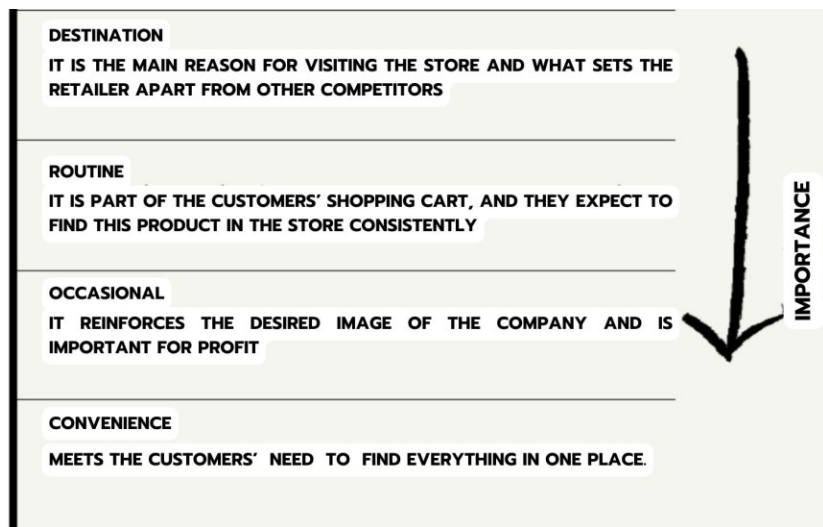 DESTINATION
IT IS THE MAIN REASON FOR VISITING THE STORE AND WHAT SETS THE
RETAILER APART FROM OTHER COMPETITORS
ROUTINE
IT IS PART OF THE CUSTOMERS’ SHOPPING CART, AND THEY EXPECT TO
FIND THIS PRODUCT IN THE STORE CONSISTENTLY
OCCASIONAL
IT REINFORCES THE DESIRED IMAGE OF THE COMPANY AND IS
IMPORTANT FOR PROFIT
CONVENIENCE
MEETS THE CUSTOMERS’ NEED TO FIND EVERYTHING IN ONE PLACE.
IMPORTANCE